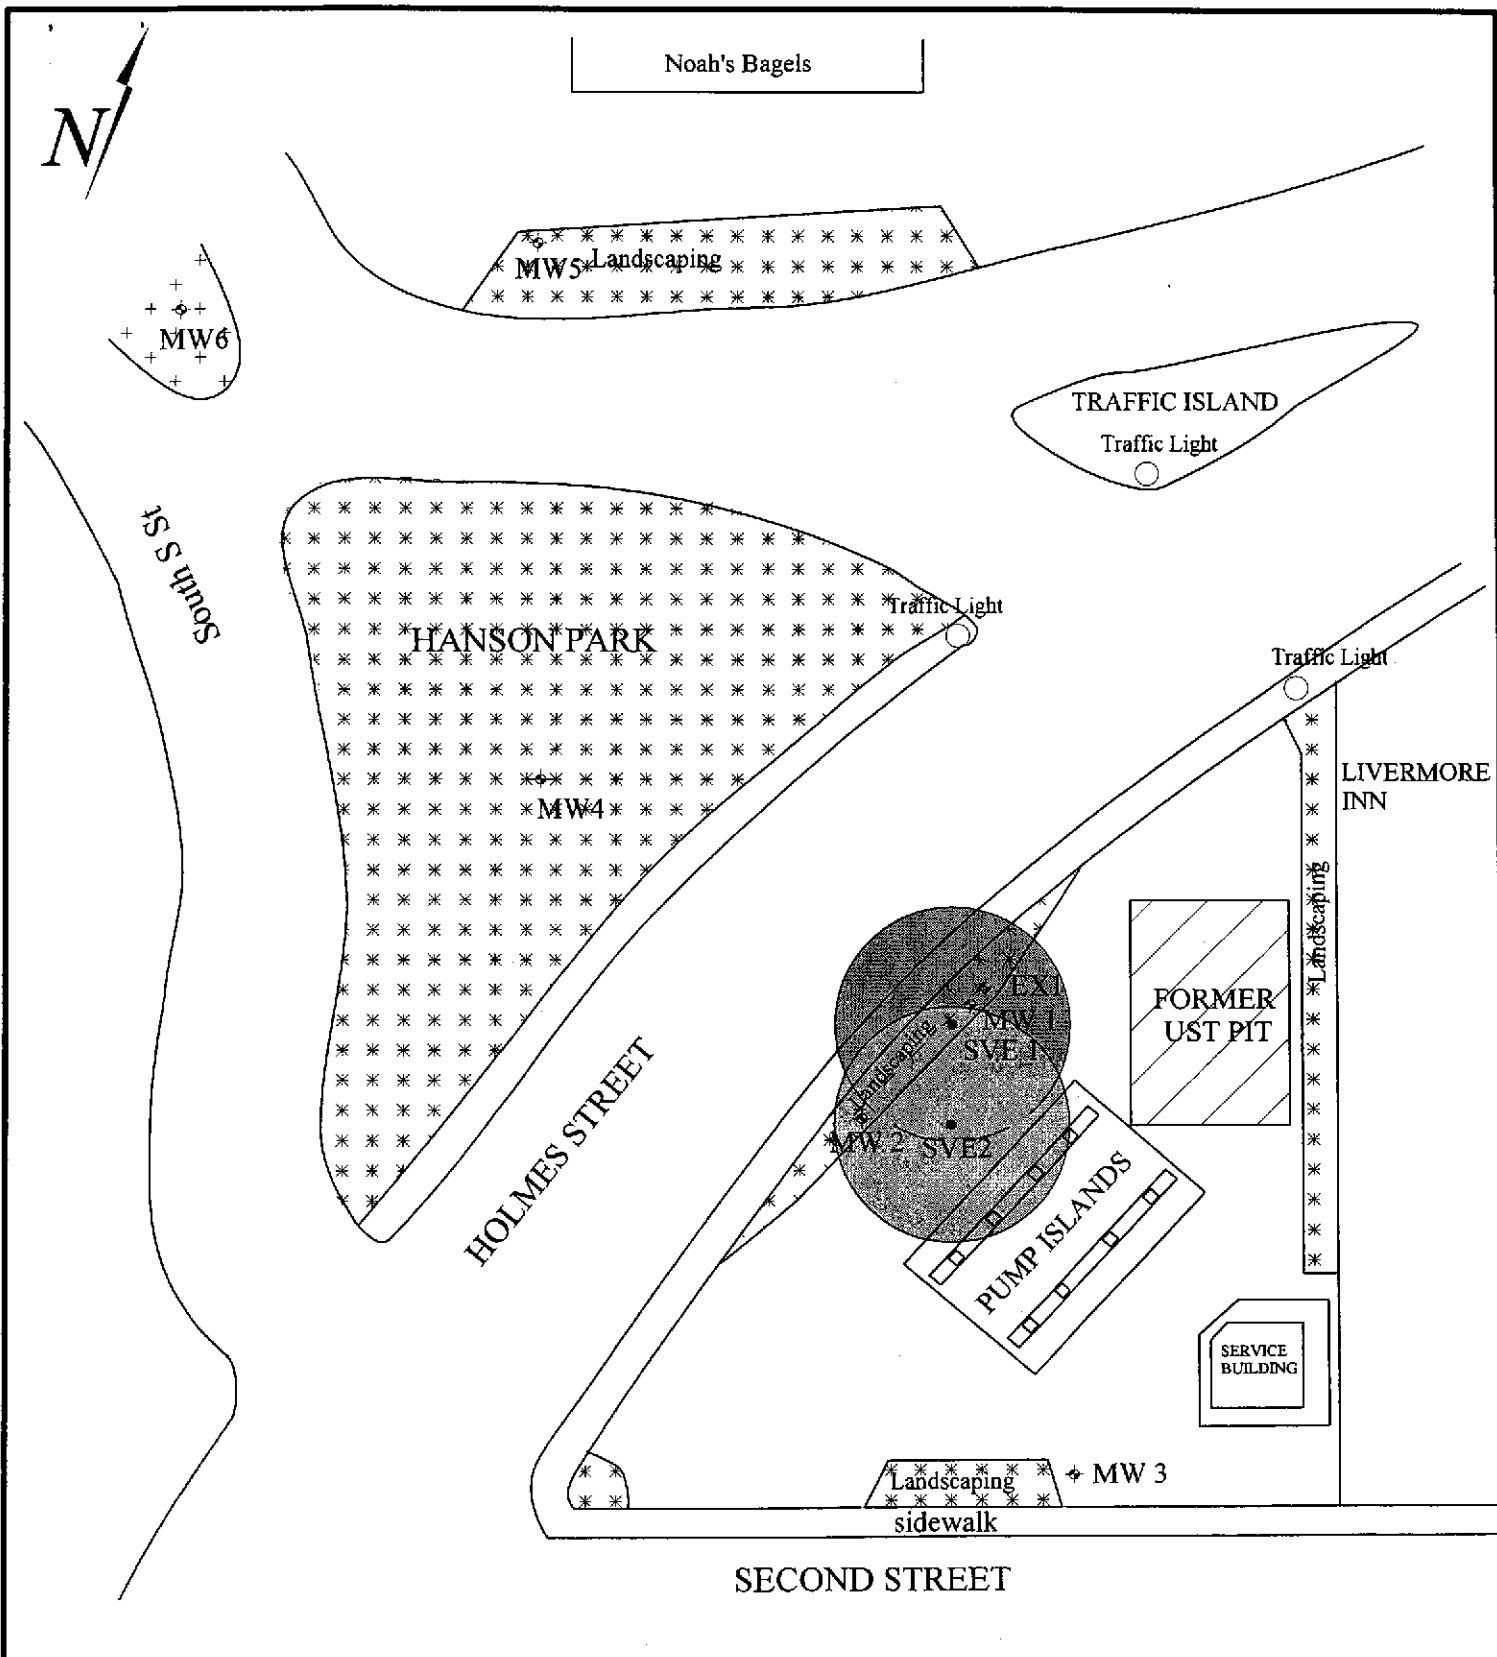 Noah's Bagels
N
MW5
Landscaping
MW6
TRAFFIC ISLAND
Traffic Light
South S St
Traffic Light
HANSON PARK
Traffic Light
LIVERMORE
INN
MW4
Landscaping
EX1
FORMER
UST PIT
MW 1
SVE 1
Landscaping
MW 2
SVE2
HOLMES STREET
PUMP ISLANDS
SERVICE
BUILDING
Landscaping
MW 3
sidewalk
SECOND STREET